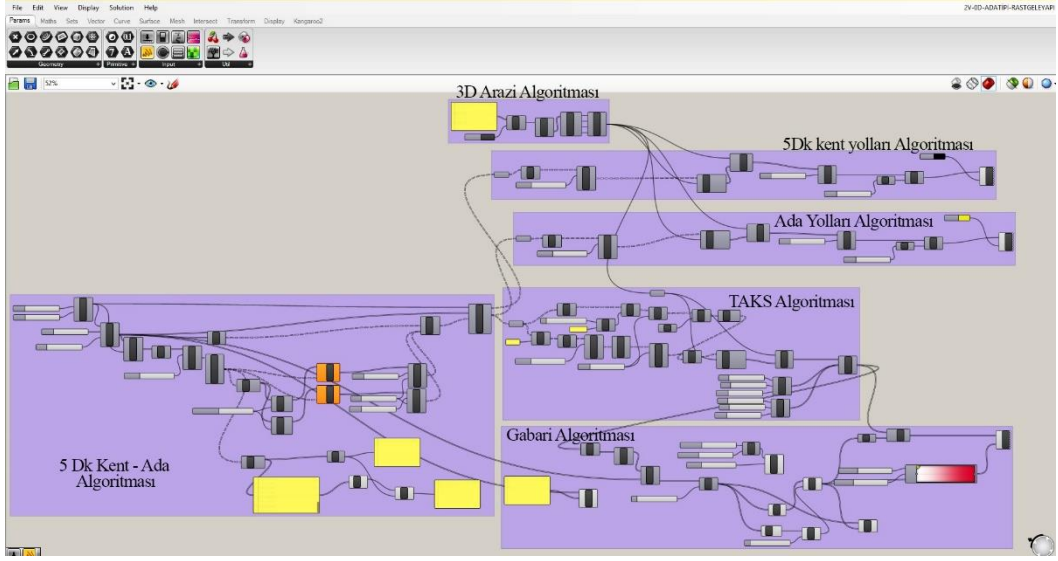 File Edit View Display Solution Help
2V-0D-ADATİPİ-RASTGELEYAPI
Params Maths Sets Vector Curve Surface Mesh Intersect Transform Display Kangaroo2
Geometry Primitive Input Util
52%
3D Arazi Algoritması
5Dk kent yolları Algoritması
Ada Yolları Algoritması
TAKS Algoritması
Gabari Algoritması
5 Dk Kent - Ada
Algoritması